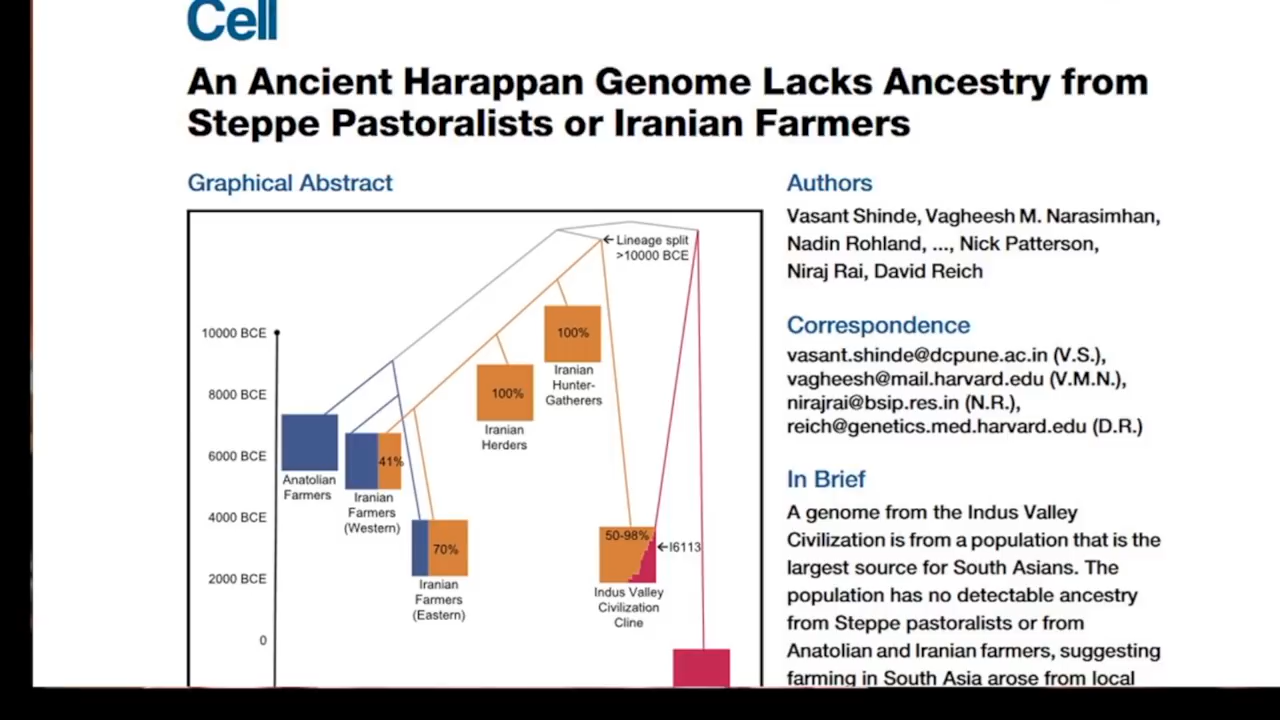 Cell
An Ancient Harappan Genome Lacks Ancestry from
Steppe Pastoralists or Iranian Farmers
Graphical Abstract
Lineage split
>10000 BCE
10000 BCE
8000 BCE
6000 BCE
4000 BCE
2000 BCE
0
100%
Iranian
Hunter-
Gatherers
100%
Iranian
Herders
Anatolian
Farmers
41%
Iranian
Farmers
(Western)
70%
Iranian
Farmers
(Eastern)
50-98%
I6113
Indus Valley
Civilization
Cline
Authors
Vasant Shinde, Vagheesh M. Narasimhan,
Nadin Rohland, ..., Nick Patterson,
Niraj Rai, David Reich
Correspondence
vasant.shinde@dcpune.ac.in (V.S.),
vagheesh@mail.harvard.edu (V.M.N.),
nirajrai@bsip.res.in (N.R.),
reich@genetics.med.harvard.edu (D.R.)
In Brief
A genome from the Indus Valley
Civilization is from a population that is the
largest source for South Asians. The
population has no detectable ancestry
from Steppe pastoralists or from
Anatolian and Iranian farmers, suggesting
farming in South Asia arose from local